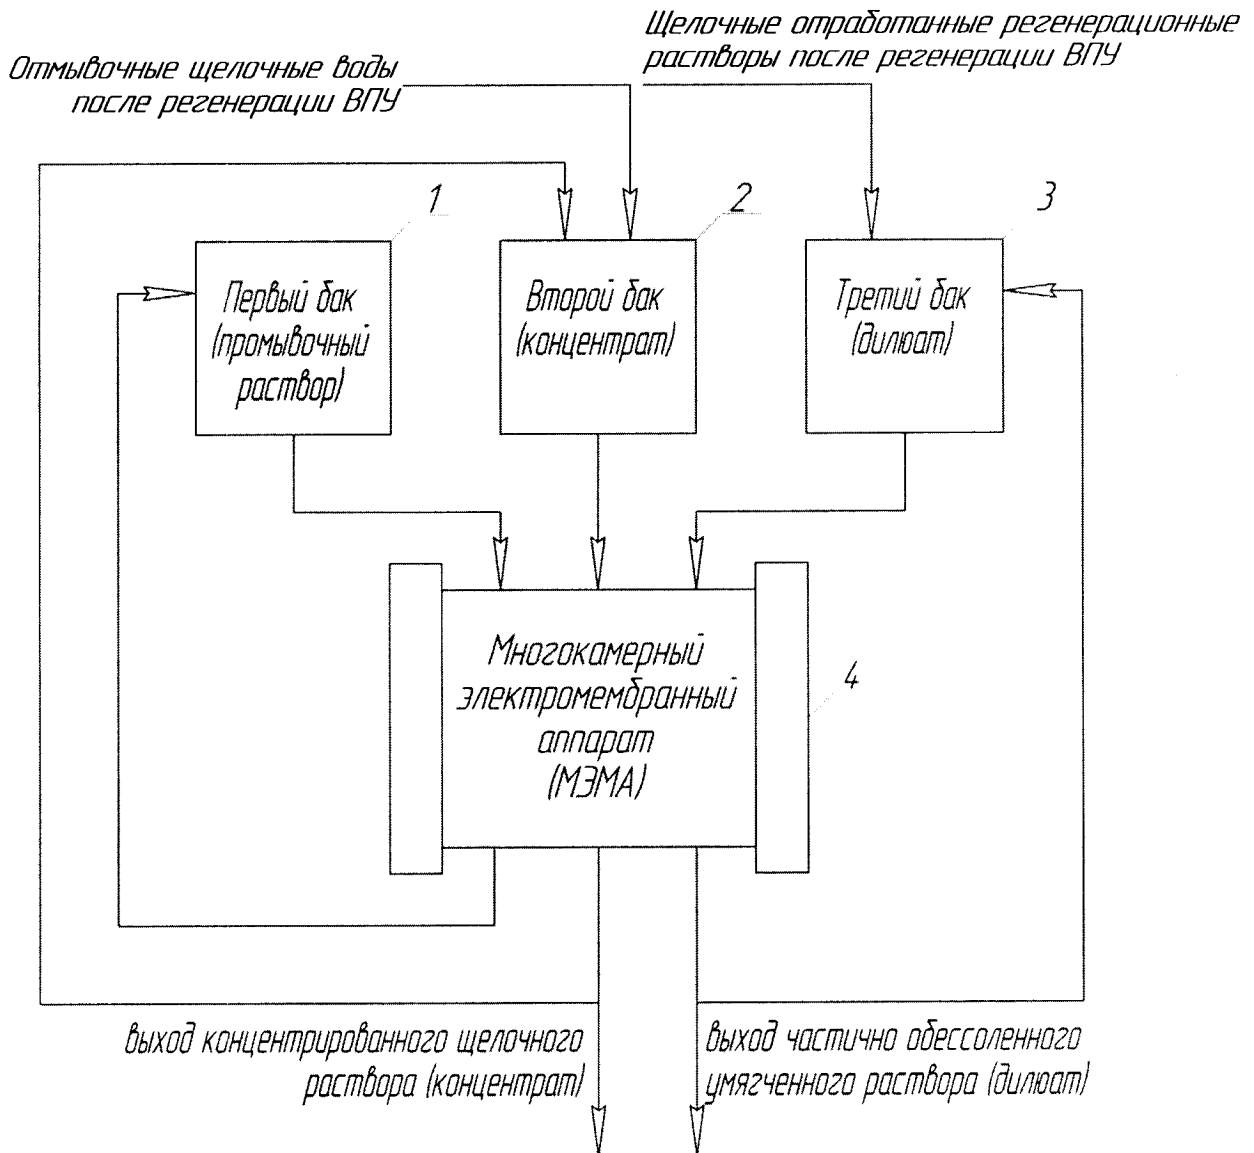 Щелочные отработанные регенерационные
растворы после регенерации ВПУ
Отмывочные щелочные воды
после регенерации ВПУ
1
2
3
Первый бак
(промывочный
раствор)
Второй бак
(концентрат)
Третий бак
(дилюат)
Многокамерный
электромембранный
аппарат
(МЭМА)
4
выход концентрированного щелочного
раствора (концентрат)
выход частично обессоленного
умягченного раствора (дилюат)